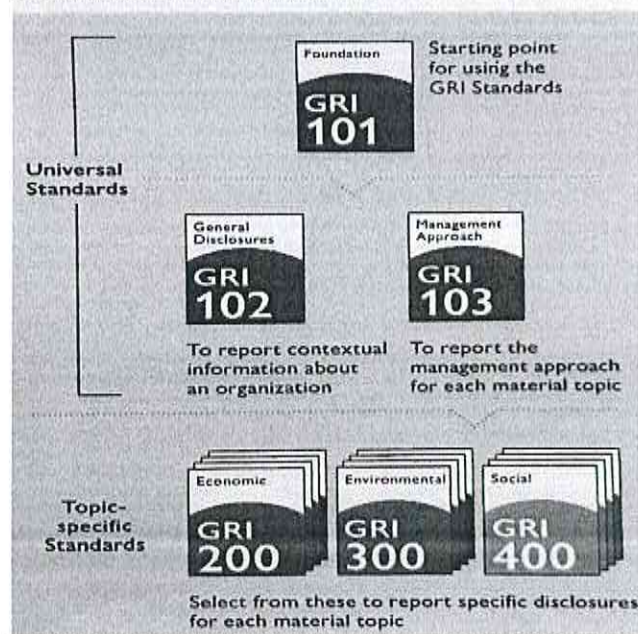 Foundation
GRI
101
Starting point
for using the
GRI Standards
Universal
Standards
General
Disclosures
GRI
102
Management
Approach
GRI
103
To report contextual
information about
an organization
To report the
management approach
for each material topic
Topic-
specific
Standards
Economic
GRI
200
Environmental
GRI
300
Social
GRI
400
Select from these to report specific disclosures
for each material topic